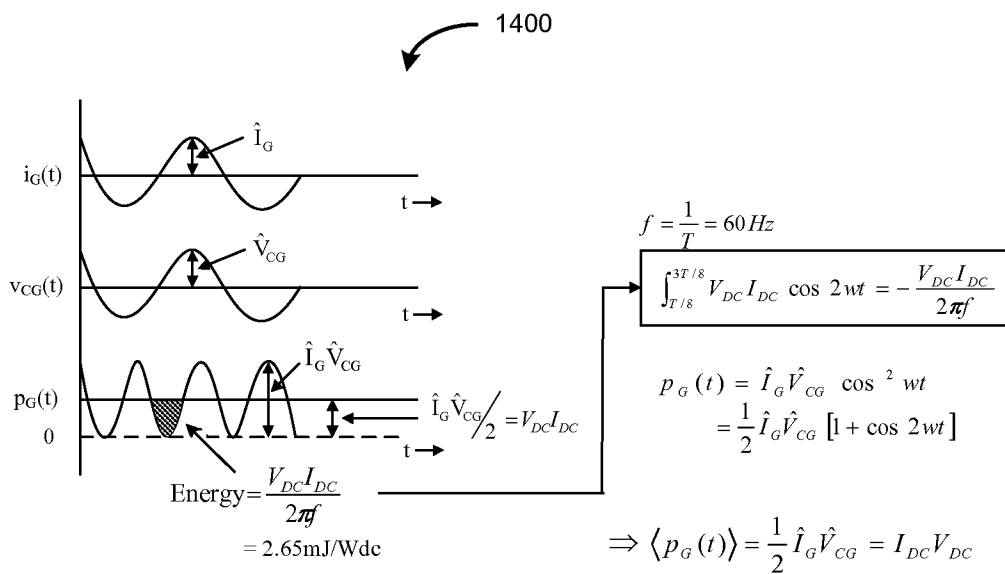 1400
Î_G
i_G(t)
t
V̂_CG
v_CG(t)
t
Î_G V̂_CG
p_G(t)
Î_G V̂_CG / 2 = V_DC I_DC
0
t
Energy = V_DC I_DC / 2πf
= 2.65mJ/Wdc
f = 1/T = 60 Hz
∫_{T/8}^{3T/8} V_DC I_DC cos 2wt = - V_DC I_DC / 2πf
p_G (t) = Î_G V̂_CG cos ² wt
= 1/2 Î_G V̂_CG [1 + cos 2wt]
⇒ ⟨p_G (t)⟩ = 1/2 Î_G V̂_CG = I_DC V_DC